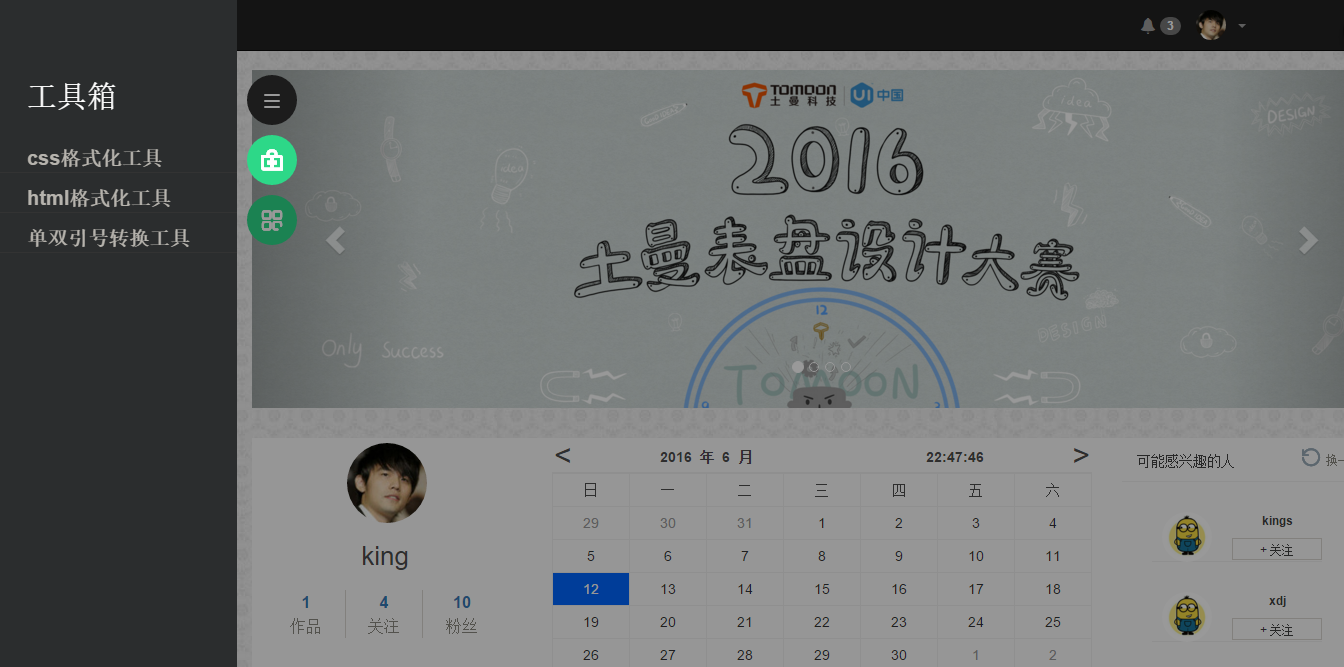 3
工具箱
css格式化工具
html格式化工具
单双引号转换工具
TOMOON
土曼科技
UI中国
idea
DESIGN
idea
2016
土曼表盘设计大赛
12
DESIGN
Only Success
TOMOON
9
3
king
1 4 10
作品 关注 粉丝
< 2016 年 6 月 22:47:46 >
日 一 二 三 四 五 六
29 30 31 1 2 3 4
5 6 7 8 9 10 11
12 13 14 15 16 17 18
19 20 21 22 23 24 25
26 27 28 29 30 1 2
可能感兴趣的人 换一
kings
+ 关注
xdj
+ 关注